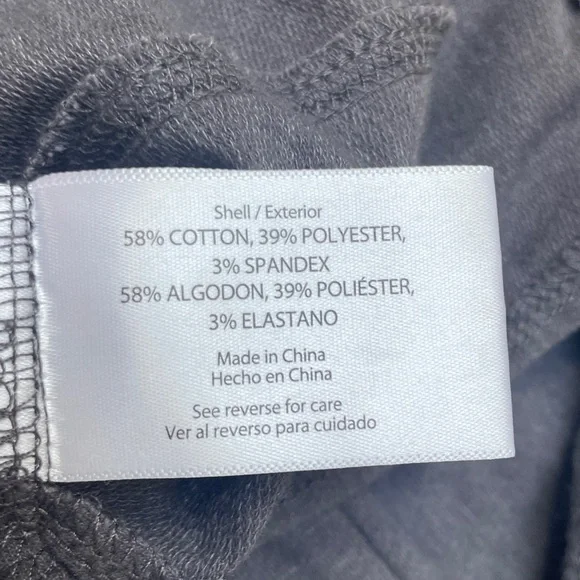 Shell / Exterior
58% COTTON, 39% POLYESTER,
3% SPANDEX
58% ALGODON, 39% POLIÉSTER,
3% ELASTANO
Made in China
Hecho en China
See reverse for care
Ver al reverso para cuidado